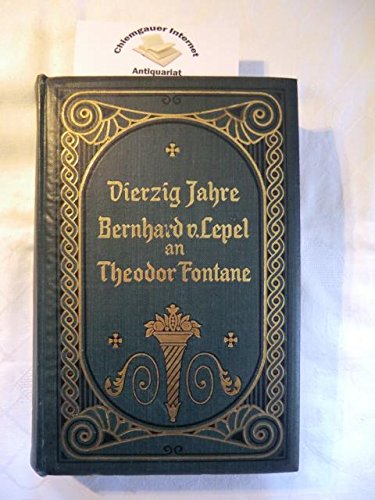 Chiemgauer Internet
Antiquariat
Vierzig Jahre
Bernhard v. Lepel
an
Theodor Fontane